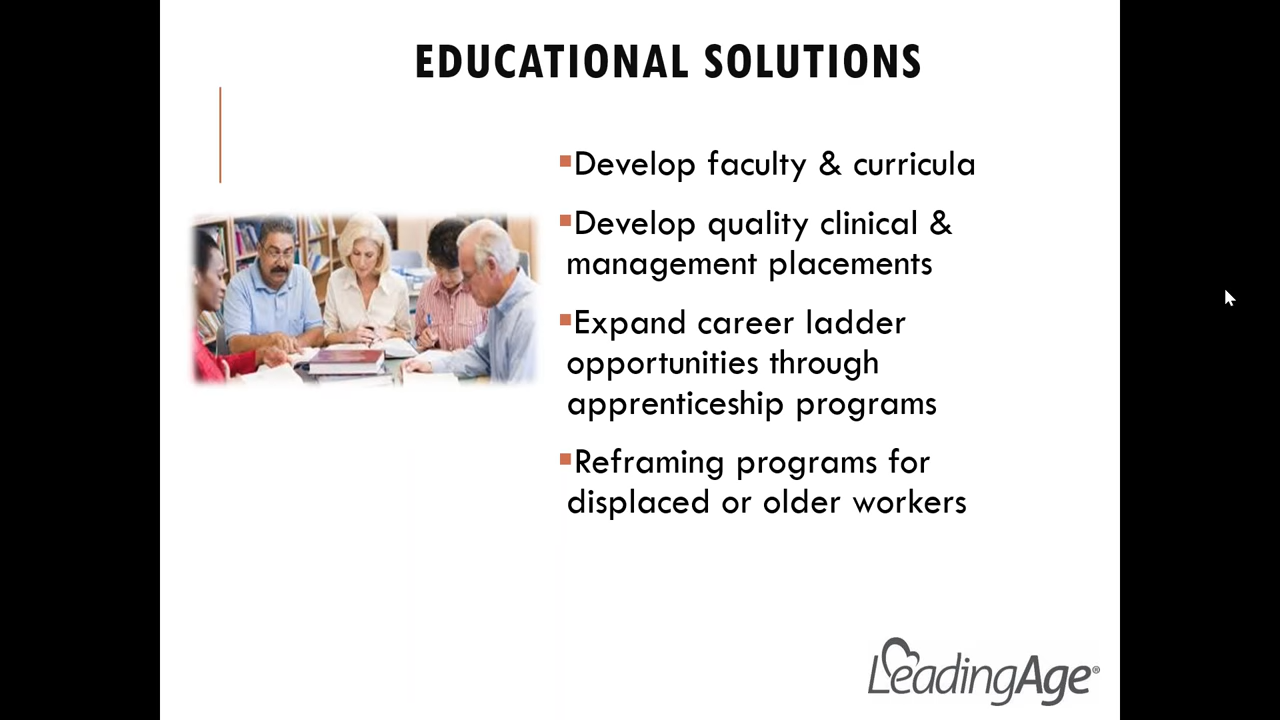 EDUCATIONAL SOLUTIONS
Develop faculty & curricula
Develop quality clinical &
management placements
Expand career ladder
opportunities through
apprenticeship programs
Reframing programs for
displaced or older workers
LeadingAge®